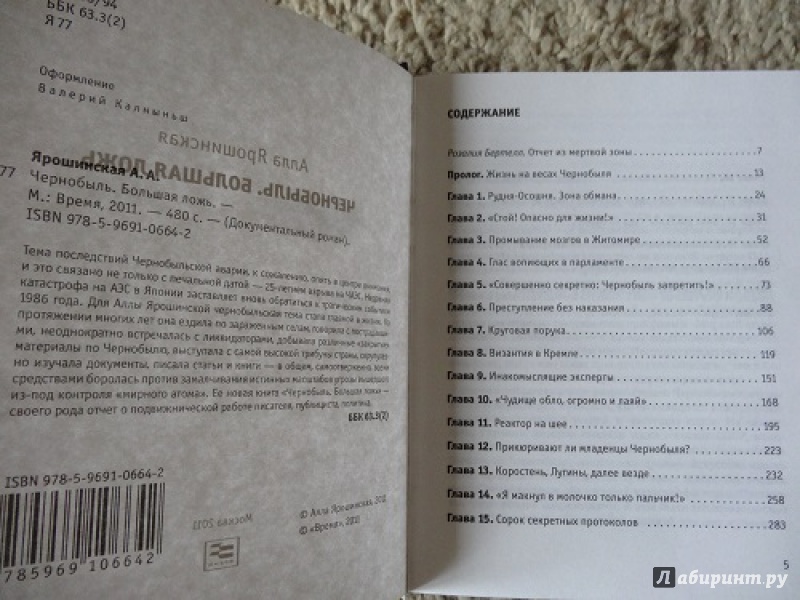 /94
ББК 63.3(2)
Я 77
Оформление
Валерий Калныньш
Алла Ярошинская
ЧЕРНОБЫЛЬ. БОЛЬШАЯ ЛОЖЬ
Ярошинская А. А.
77 Чернобыль. Большая ложь. —
М.: Время, 2011. — 480 с. — (Документальный роман).
ISBN 978-5-9691-0664-2
Тема последствий Чернобыльской аварии, к сожалению, опять в центре внимания,
и это связано не только с печальной датой — 25-летием взрыва на ЧАЭС. Недавняя
катастрофа на АЭС в Японии заставляет вновь обратиться к трагическим событиям
1986 года. Для Аллы Ярошинской чернобыльская тема стала главной в жизни. На
протяжении многих лет она ездила по зараженным селам, говорила с пострадавши-
ми, неоднократно встречалась с ликвидаторами, добывала различные «закрытые»
материалы по Чернобылю, выступала с самой высокой трибуны страны, скрупулез-
но изучала документы, писала статьи и книги — в общем, самоотверженно, всеми
средствами боролась против замалчивания истинных масштабов угрозы вышедшего
из-под контроля «мирного атома». Ее новая книга «Чернобыль. Большая ложь» —
своего рода отчет о подвижнической работе писателя, публициста, политика.
ББК 63.3(2)
ISBN 978-5-9691-0664-2
785969 106642
Москва 2011
© Алла Ярошинская, 2011
© «Время», 2011
СОДЕРЖАНИЕ
Розалия Бертелл. Отчет из мертвой зоны 7
Пролог. Жизнь на весах Чернобыля 13
Глава 1. Рудня-Осошня. Зона обмана 24
Глава 2. «Стой! Опасно для жизни!» 31
Глава 3. Промывание мозгов в Житомире 52
Глава 4. Глас вопиющих в парламенте 66
Глава 5. «Совершенно секретно: Чернобыль запретить!» 73
Глава 6. Преступление без наказания 88
Глава 7. Круговая порука 106
Глава 8. Византия в Кремле 119
Глава 9. Инакомыслящие эксперты 151
Глава 10. «Чудище обло, огромно и лаяй» 168
Глава 11. Реактор на шее 195
Глава 12. Прикюривают ли младенцы Чернобыля? 223
Глава 13. Коростень, Лугины, далее везде 232
Глава 14. «Я макнул в молочко только пальчик!» 258
Глава 15. Сорок секретных протоколов 283
5
Лабиринт.ру